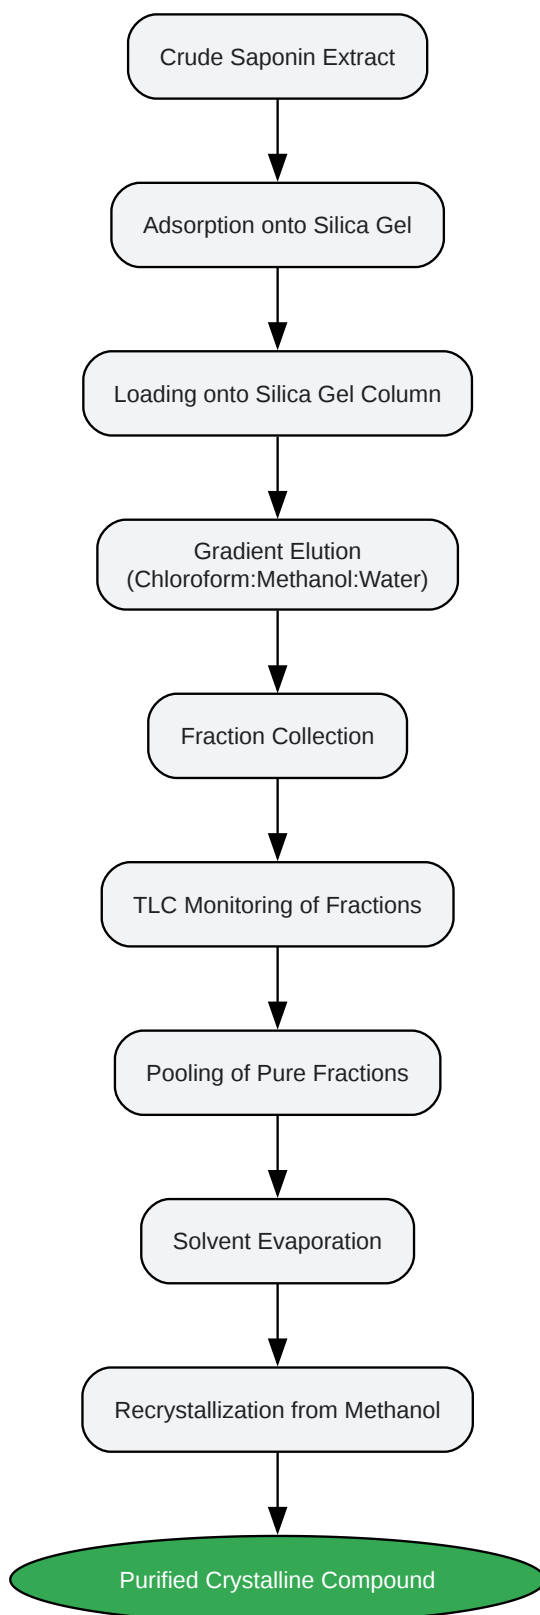 Crude Saponin Extract
Adsorption onto Silica Gel
Loading onto Silica Gel Column
Gradient Elution
(Chloroform:Methanol:Water)
Fraction Collection
TLC Monitoring of Fractions
Pooling of Pure Fractions
Solvent Evaporation
Recrystallization from Methanol
Purified Crystalline Compound